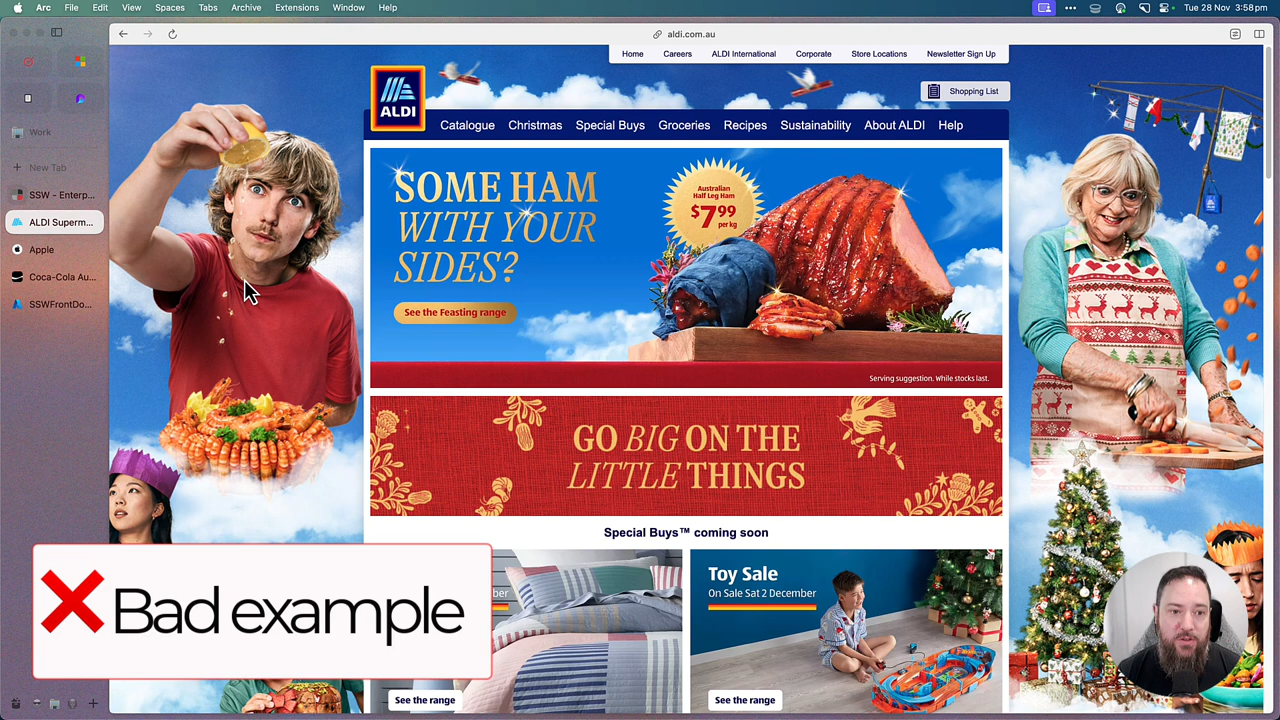 Arc File Edit View Spaces Tabs Archive Extensions Window Help
Tue 28 Nov 3:58 pm
aldi.com.au
Work
New Tab
SSW - Enterp...
ALDI Superm...
Apple
Coca-Cola Au...
SSWFrontDo...
Home Careers ALDI International Corporate Store Locations Newsletter Sign Up
Shopping List
ALDI
Catalogue Christmas Special Buys Groceries Recipes Sustainability About ALDI Help
SOME HAM
WITH YOUR
SIDES?
See the Feasting range
Australian
Half Leg Ham
$7.99
per kg
Serving suggestion. While stocks last.
GO BIG ON THE
LITTLE THINGS
Special Buys™ coming soon
Toy Sale
On Sale Sat 2 December
See the range
See the range
Bad example